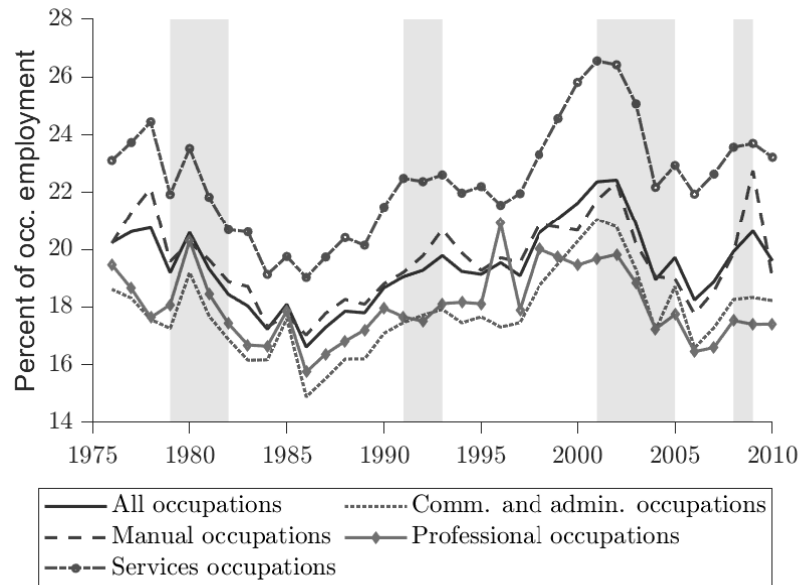 Percent of occ. employment
28
26
24
22
20
18
16
14
1975 1980 1985 1990 1995 2000 2005 2010
All occupations
Comm. and admin. occupations
Manual occupations
Professional occupations
Services occupations